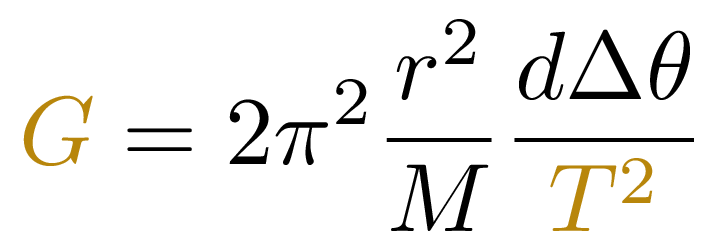 G = 2π² r²/M dΔθ/T²